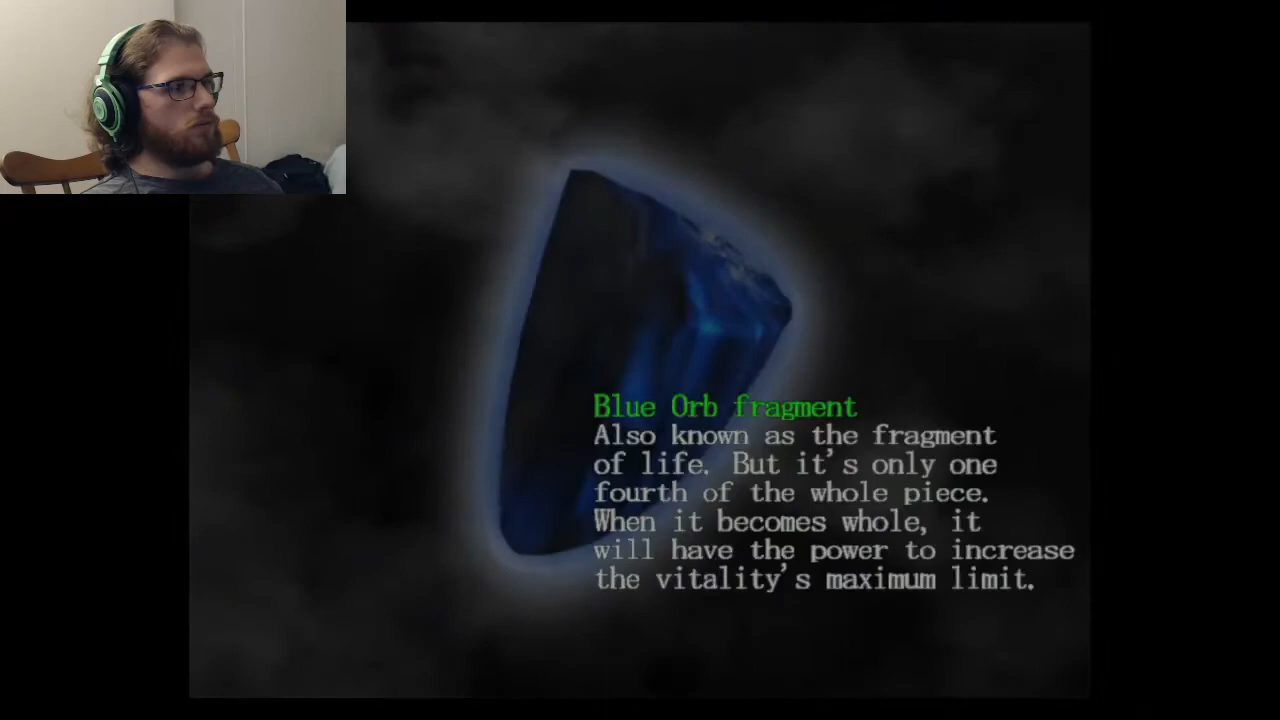 Blue Orb fragment
Also known as the fragment
of life. But it's only one
fourth of the whole piece.
When it becomes whole, it
will have the power to increase
the vitality's maximum limit.